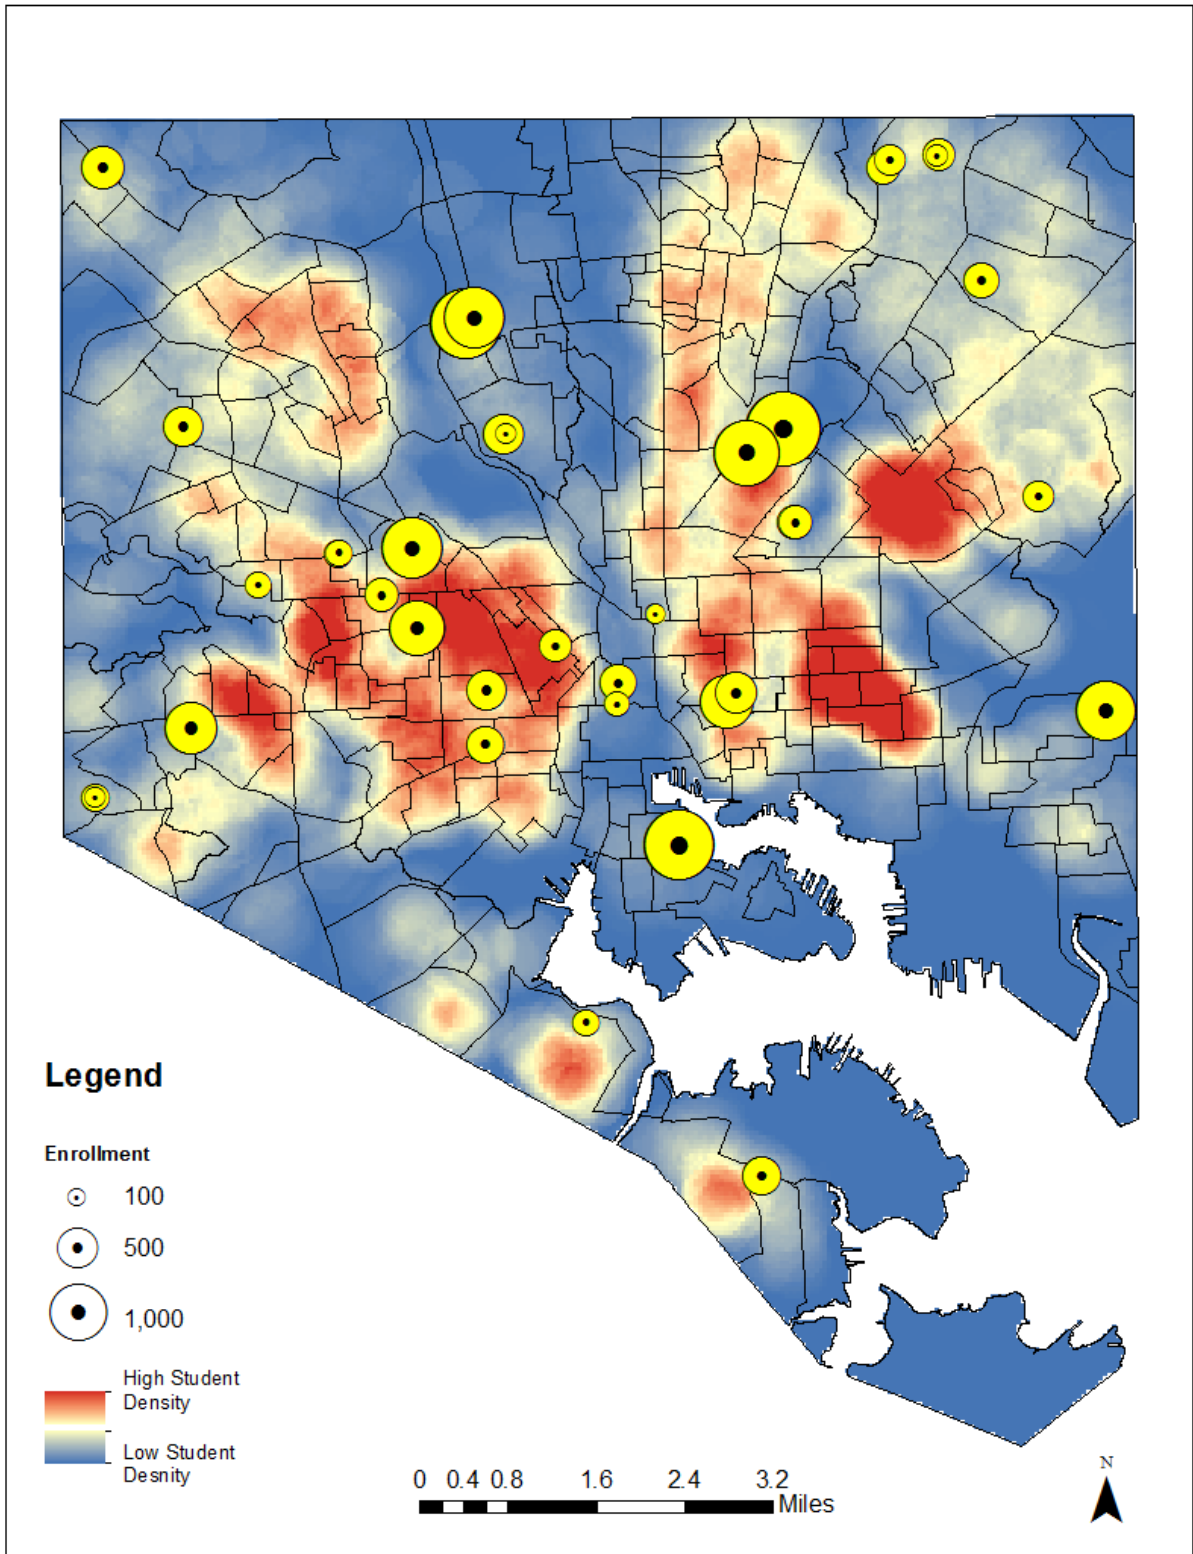 Legend
Enrollment
100
500
1,000
High Student
Density
Low Student
Desnity
0 0.4 0.8 1.6 2.4 3.2
Miles
N